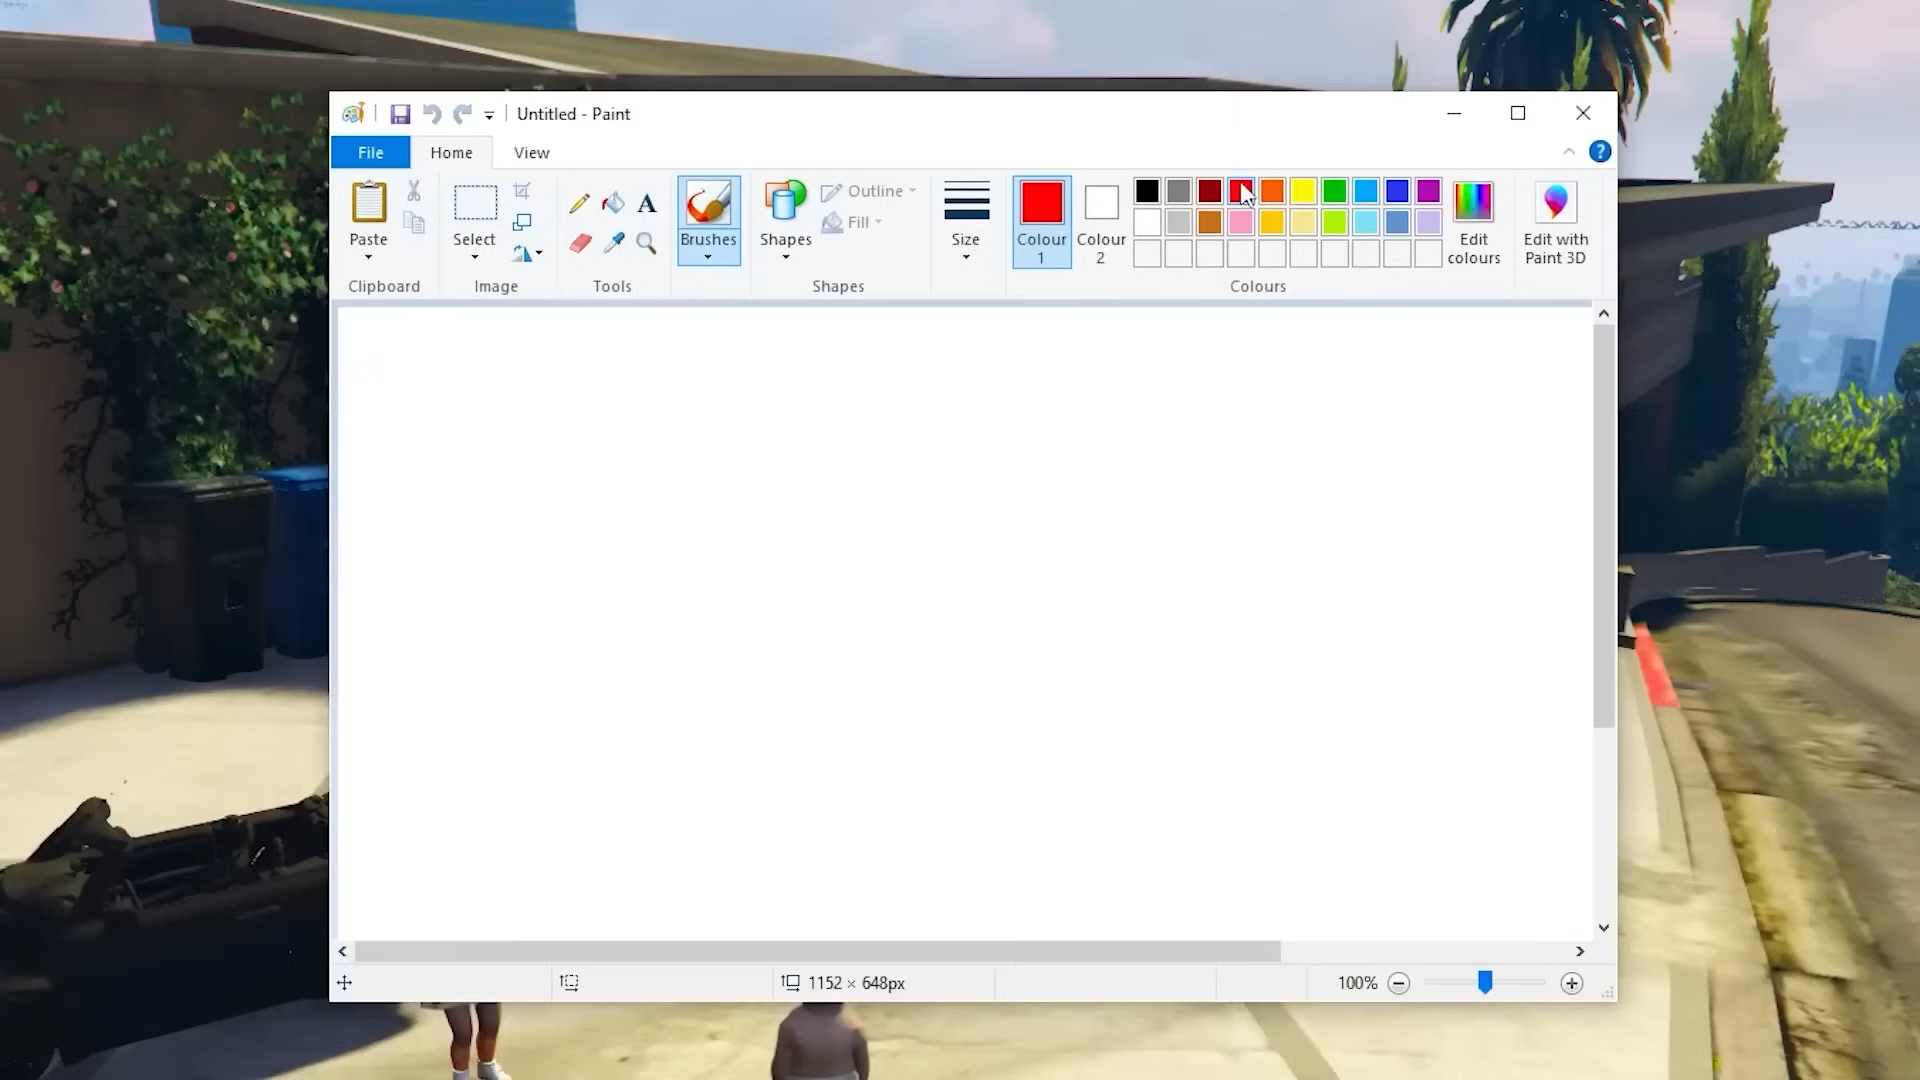 Untitled - Paint
File Home View ?
Paste
Select
A
Brushes
Shapes
Outline
Fill
Size
Colour
1
Colour
2
Edit
colours
Edit with
Paint 3D
Clipboard Image Tools Shapes Colours
1152 × 648px 100%